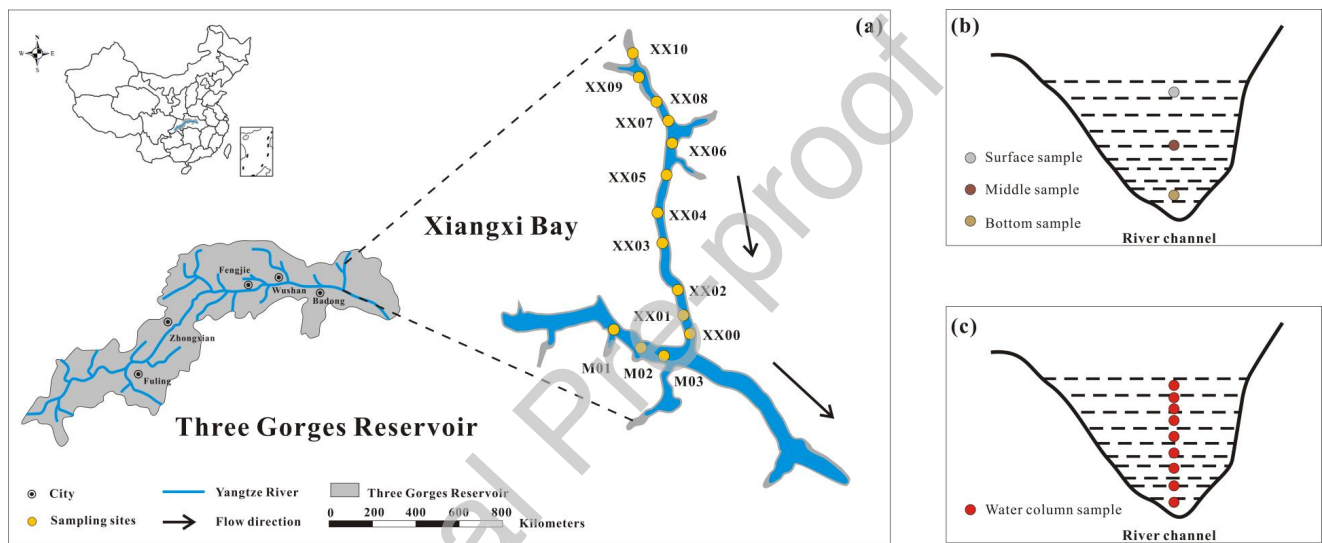 (a)
N
W
E
S
XX10
XX09
XX08
XX07
XX06
XX05
XX04
XX03
XX02
XX01
XX00
M01
M02
M03
Xiangxi Bay
Fengjie
Wushan
Badong
Zhongxian
Fuling
Three Gorges Reservoir
City
Yangtze River
Three Gorges Reservoir
Sampling sites
Flow direction
0 200 400 600 800
Kilometers
(b)
Surface sample
Middle sample
Bottom sample
River channel
(c)
Water column sample
River channel
al Pre-proof